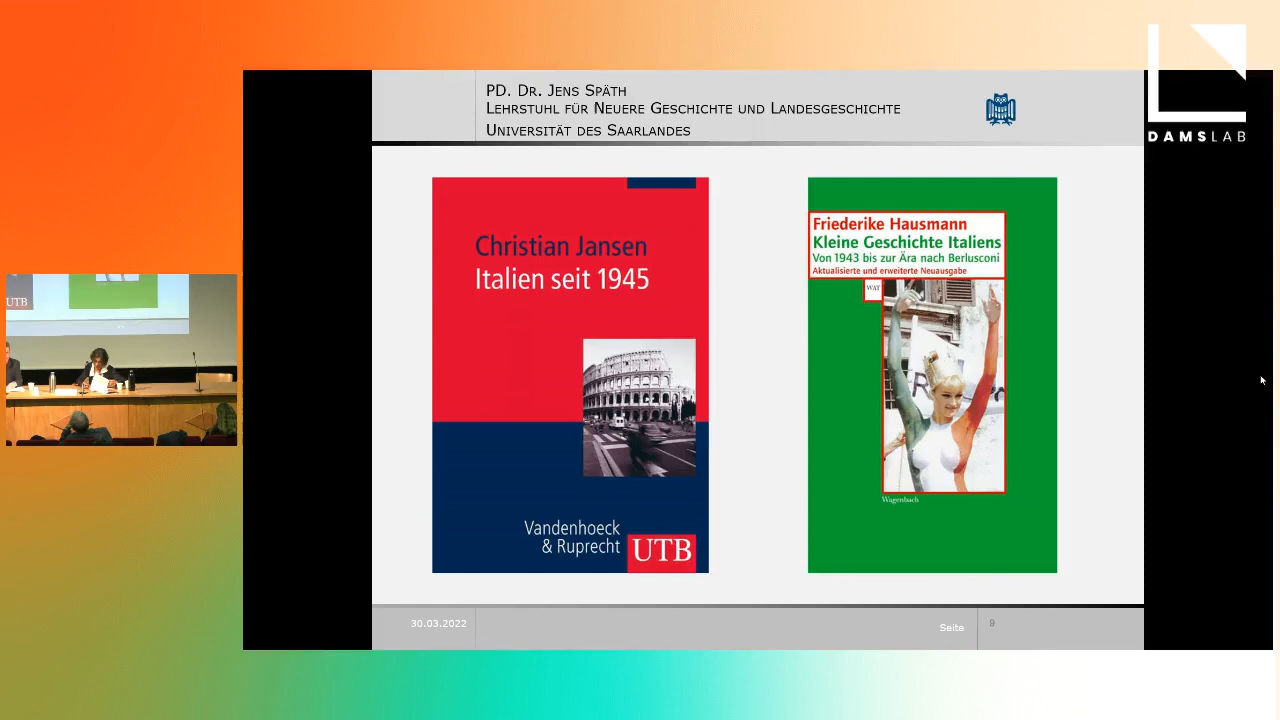 PD. Dr. Jens Späth
Lehrstuhl für Neuere Geschichte und Landesgeschichte
Universität des Saarlandes
DAMSLAB
Christian Jansen
Italien seit 1945
Vandenhoeck
& Ruprecht
UTB
Friederike Hausmann
Kleine Geschichte Italiens
Von 1943 bis zur Ära nach Berlusconi
Aktualisierte und erweiterte Neuausgabe
WAT
Wagenbach
UTB
30.03.2022
Seite
9